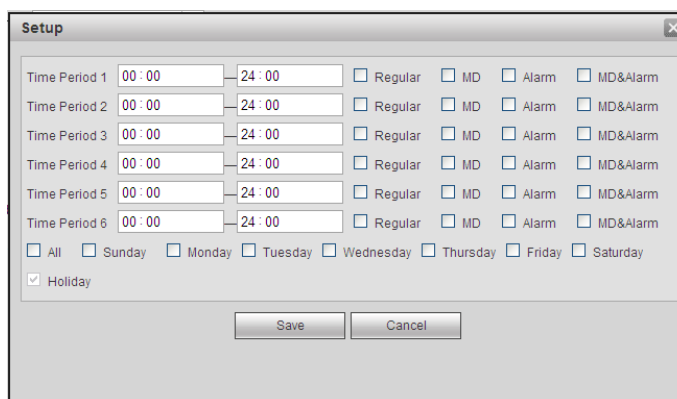 Setup
Time Period 1 00:00 — 24:00 Regular MD Alarm MD&Alarm
Time Period 2 00:00 — 24:00 Regular MD Alarm MD&Alarm
Time Period 3 00:00 — 24:00 Regular MD Alarm MD&Alarm
Time Period 4 00:00 — 24:00 Regular MD Alarm MD&Alarm
Time Period 5 00:00 — 24:00 Regular MD Alarm MD&Alarm
Time Period 6 00:00 — 24:00 Regular MD Alarm MD&Alarm
All Sunday Monday Tuesday Wednesday Thursday Friday Saturday
Holiday
Save Cancel